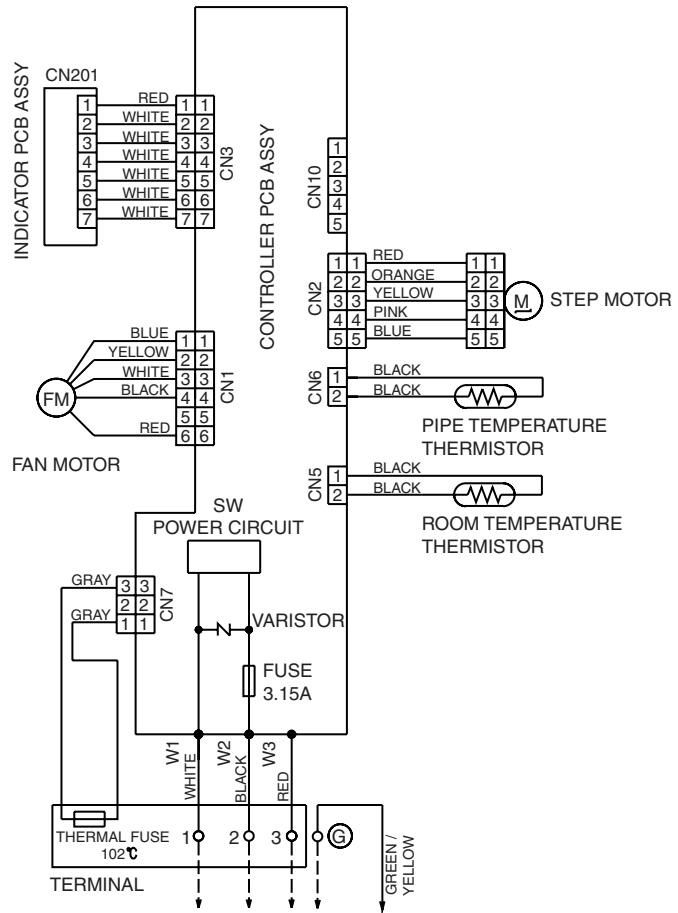 CN201
INDICATOR PCB ASSY
1 RED 1 1
2 WHITE 2 2
3 WHITE 3 3
4 WHITE 4 4
5 WHITE 5 5
6 WHITE 6 6
7 WHITE 7 7
CN3
CONTROLLER PCB ASSY
CN10
1
2
3
4
5
CN2
1 1 RED 1 1
2 2 ORANGE 2 2
3 3 YELLOW 3 3
4 4 PINK 4 4
5 5 BLUE 5 5
M
STEP MOTOR
BLUE 1 1
YELLOW 2 2
WHITE 3 3
BLACK 4 4
5 5
RED 6 6
CN1
FM
FAN MOTOR
CN6
1 BLACK
2 BLACK
PIPE TEMPERATURE
THERMISTOR
CN5
1 BLACK
2 BLACK
ROOM TEMPERATURE
THERMISTOR
SW
POWER CIRCUIT
GRAY 3 3
2 2
GRAY 1 1
CN7
VARISTOR
N
FUSE
3.15A
W1
WHITE
W2
BLACK
W3
RED
THERMAL FUSE
102℃
1
2
3
G
GREEN /
YELLOW
TERMINAL